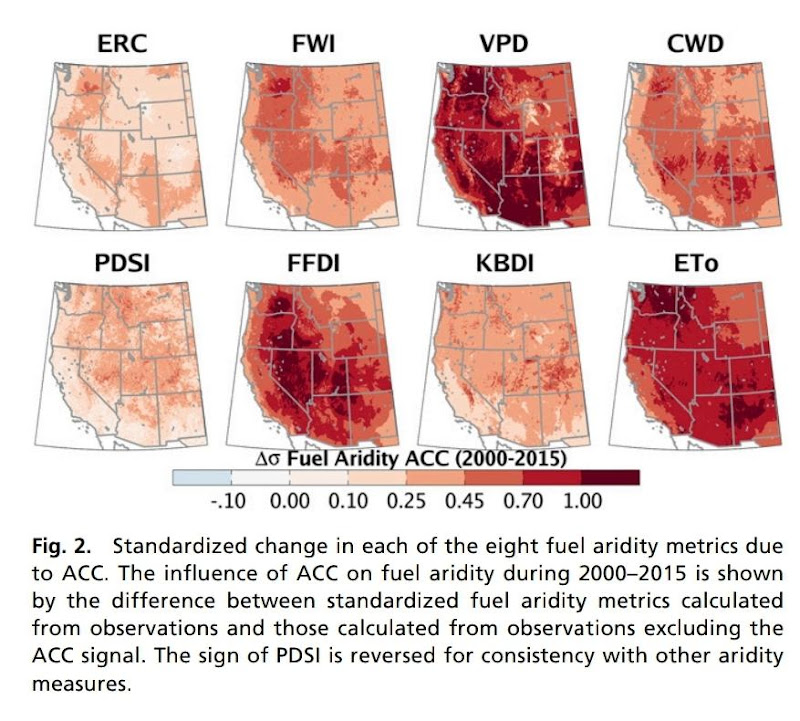 ERC FWI VPD CWD
PDSI FFDI KBDI ETo
Δσ Fuel Aridity ACC (2000-2015)
-.10 0.00 0.10 0.25 0.45 0.70 1.00
Fig. 2. Standardized change in each of the eight fuel aridity metrics due
to ACC. The influence of ACC on fuel aridity during 2000–2015 is shown
by the difference between standardized fuel aridity metrics calculated
from observations and those calculated from observations excluding the
ACC signal. The sign of PDSI is reversed for consistency with other aridity
measures.